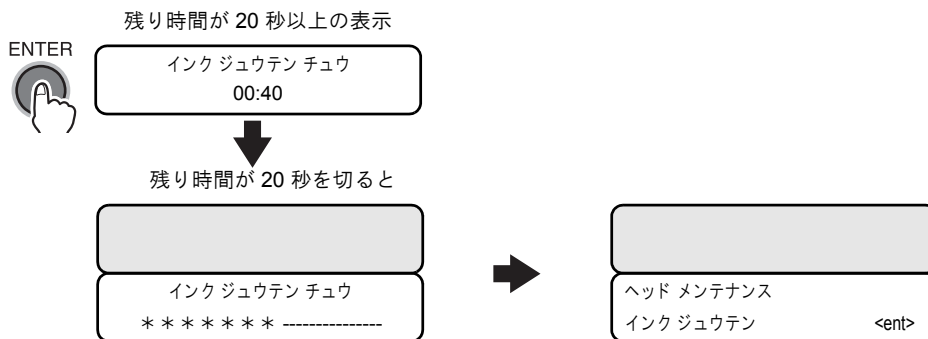 残り時間が 20 秒以上の表示
ENTER
インク ジュウテン チュウ
00:40
残り時間が 20 秒を切ると
インク ジュウテン チュウ
＊＊＊＊＊＊＊ ---------------
ヘッド メンテナンス
インク ジュウテン <ent>